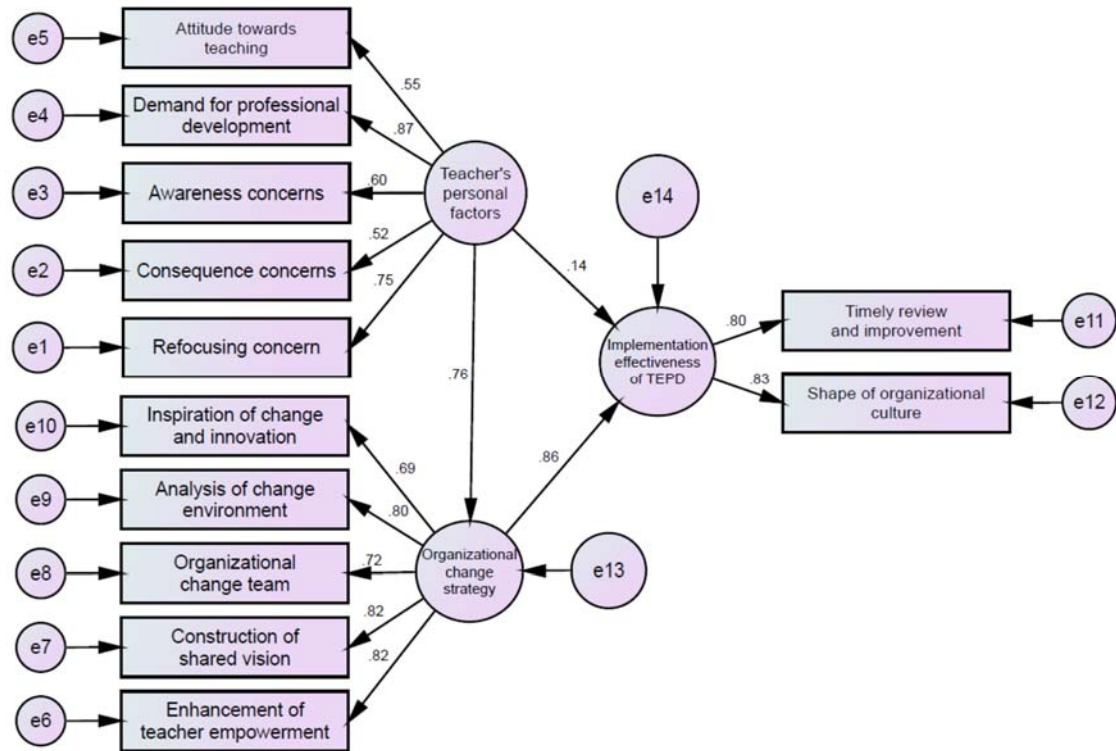 e5
Attitude towards
teaching
.55
e4
Demand for professional
development
.87
e3
Awareness concerns
.60
Teacher's
personal
factors
e14
e2
Consequence concerns
.52
.14
.75
e1
Refocusing concern
.76
Implementation
effectiveness
of TEPD
.80
Timely review
and improvement
e11
.83
Shape of organizational
culture
e12
e10
Inspiration of change
and innovation
.69
.86
e9
Analysis of change
environment
.80
e8
Organizational
change team
.72
Organizational
change
strategy
e13
e7
Construction of
shared vision
.82
.82
e6
Enhancement of
teacher empowerment